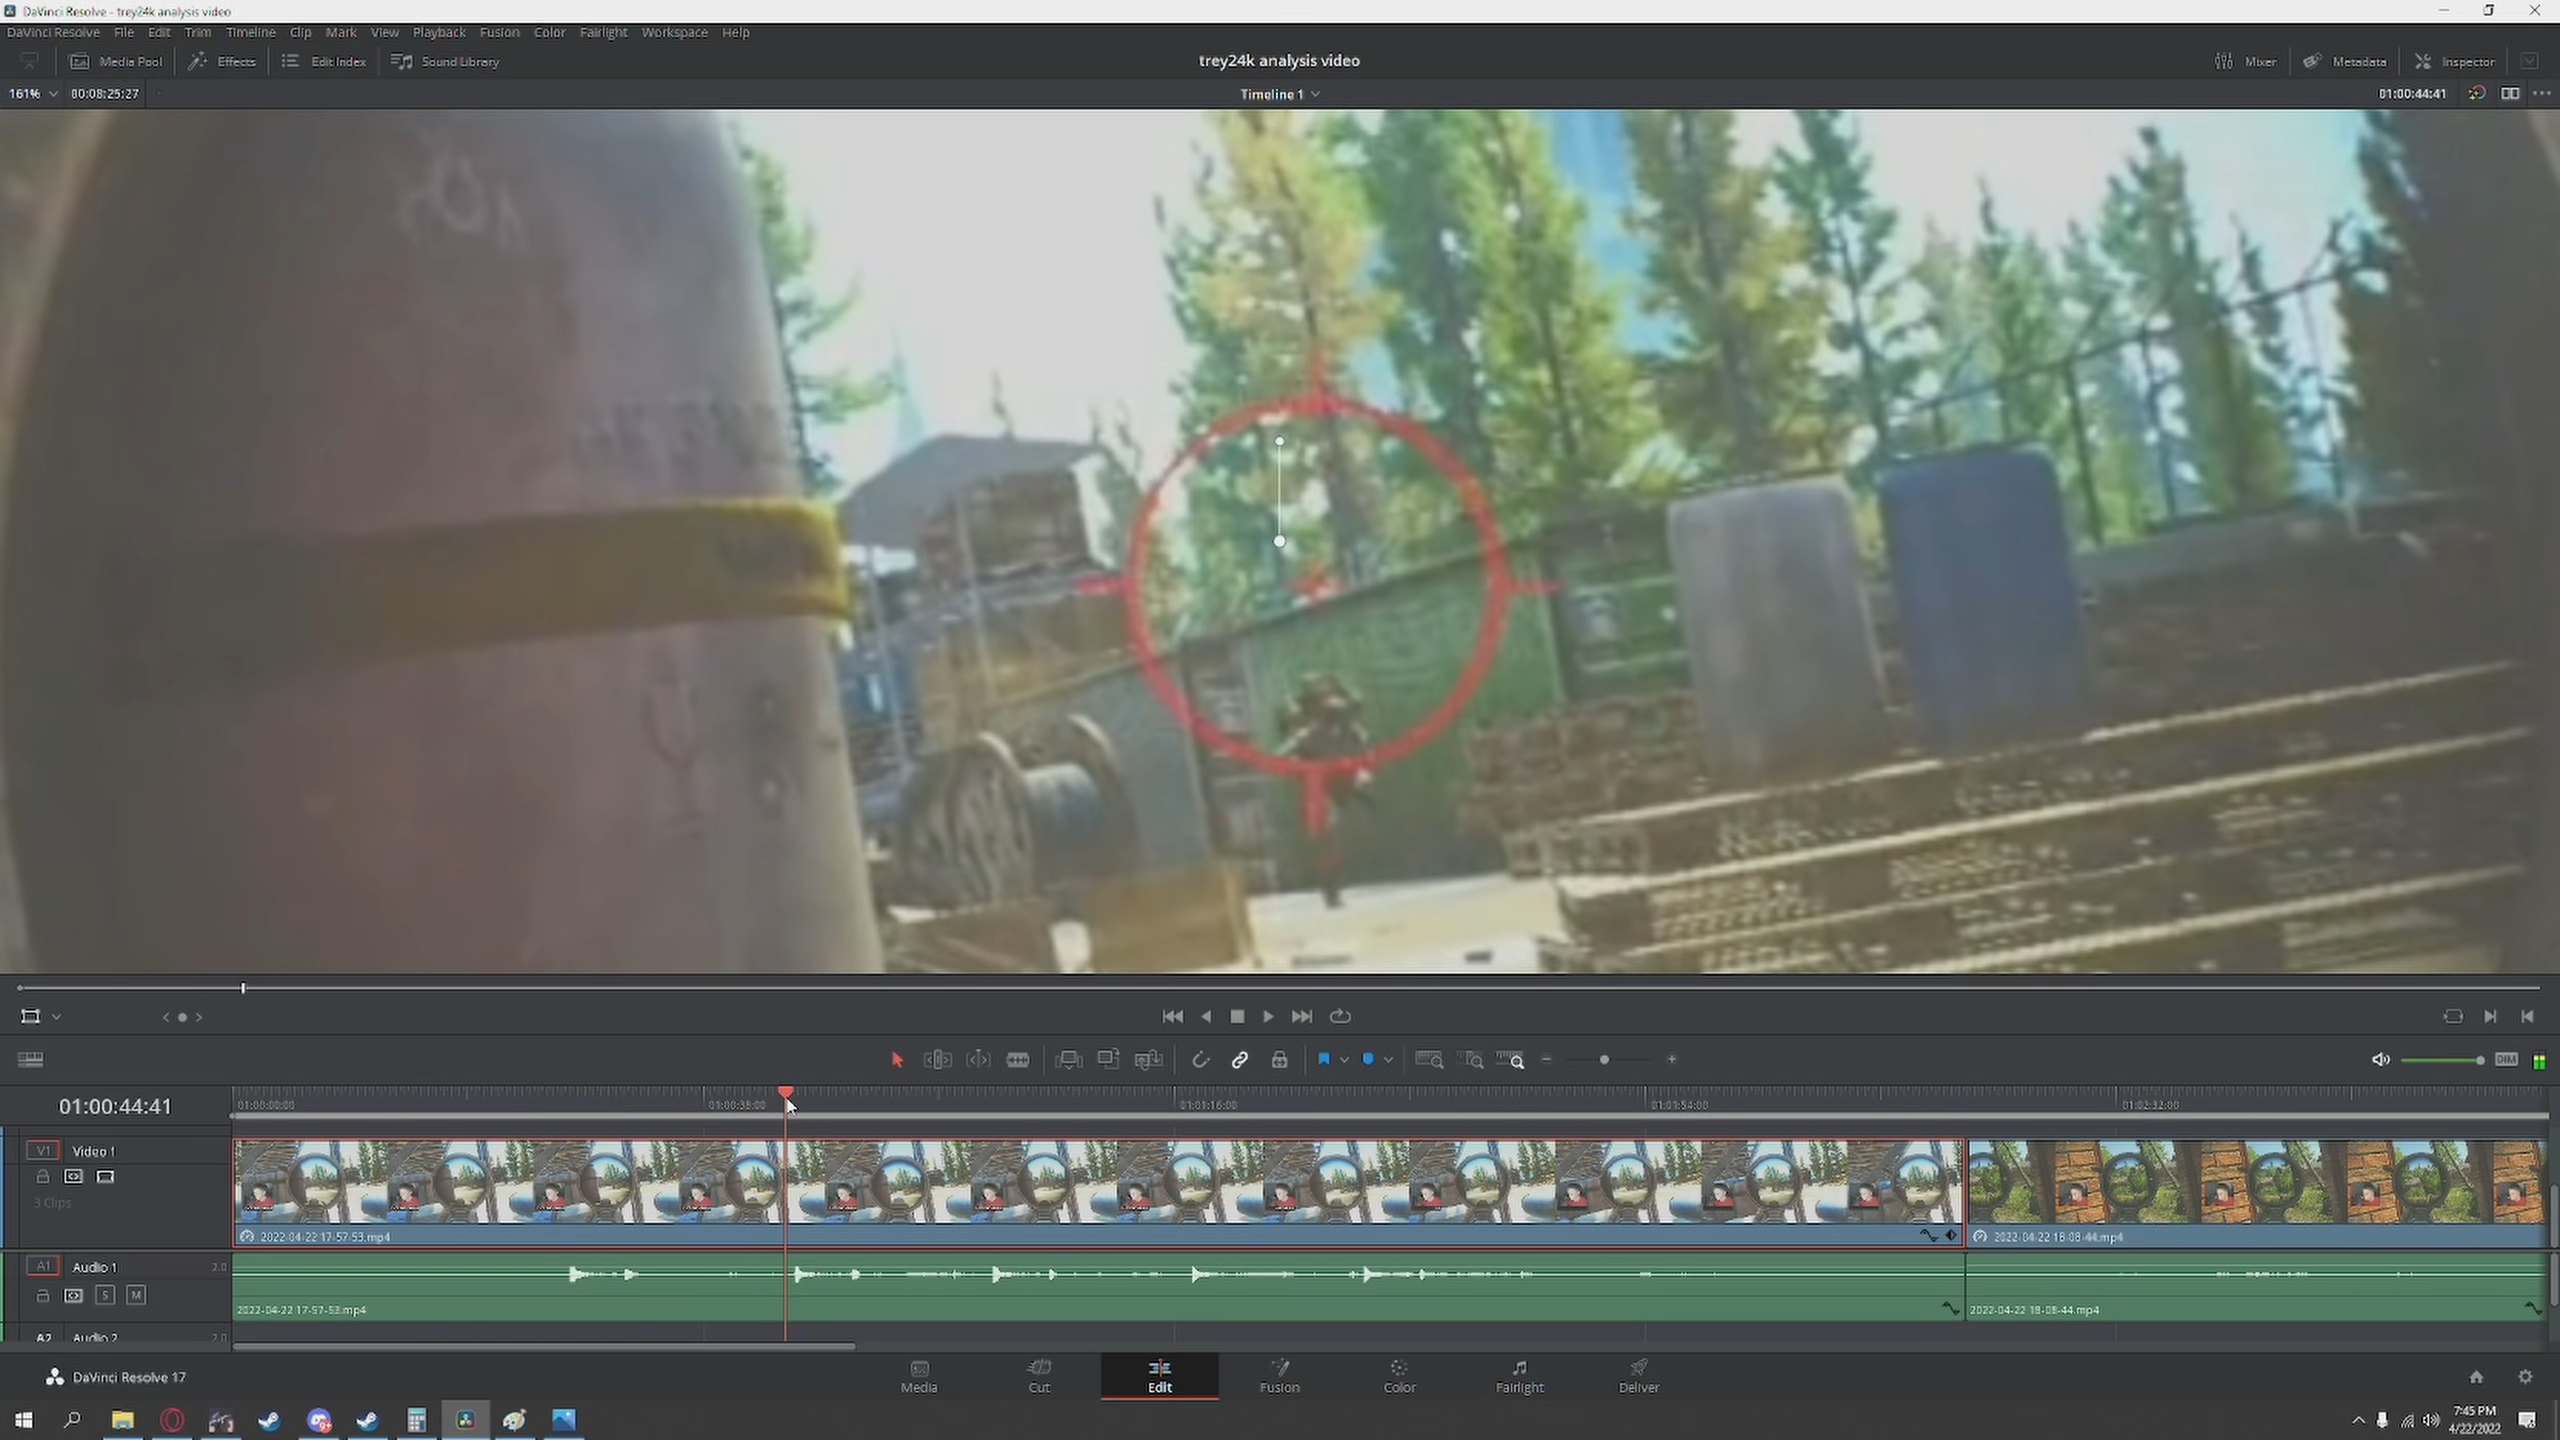 DaVinci Resolve - trey24k analysis video
DaVinci Resolve File Edit Trim Timeline Clip Mark View Playback Fusion Color Fairlight Workspace Help
Media Pool Effects Edit Index Sound Library trey24k analysis video Mixer Metadata Inspector
161% 00:08:25:27 Timeline 1 01:00:44:41
DIM
01:00:44:41 01:00:00:00 01:00:38:00 01:01:16:00 01:01:54:00 01:02:32:00
V1 Video 1
3 Clips
2022-04-22 17-57-53.mp4 2022-04-22 18-08-44.mp4
A1 Audio 1 2.0
S M
2022-04-22 17-57-53.mp4 2022-04-22 18-08-44.mp4
A2 Audio 2 2.0
DaVinci Resolve 17 Media Cut Edit Fusion Color Fairlight Deliver
7:45 PM
4/22/2022